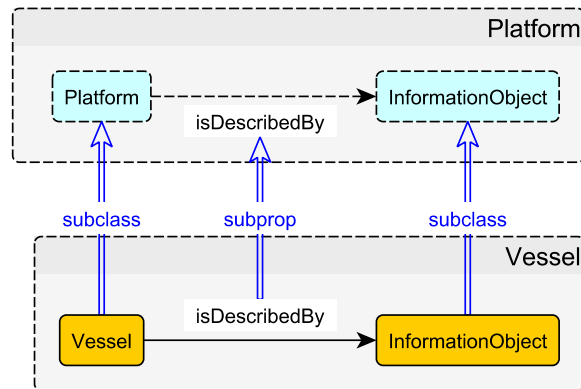 Platform
Platform
InformationObject
isDescribedBy
subclass
subprop
subclass
Vessel
isDescribedBy
Vessel
InformationObject